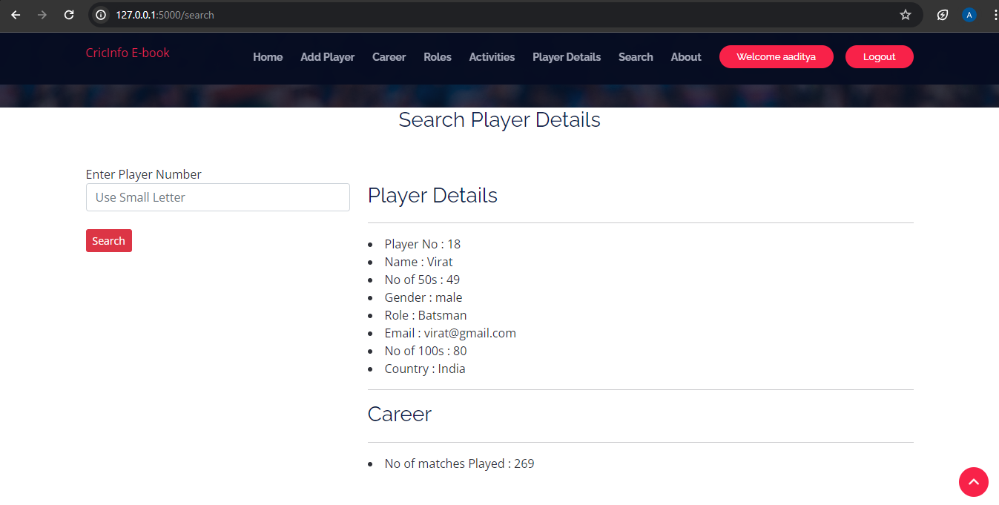 127.0.0.1:5000/search
A
CricInfo E-book
Home Add Player Career Roles Activities Player Details Search About Welcome aaditya Logout
Search Player Details
Enter Player Number
Use Small Letter
Search
Player Details
Player No : 18
Name : Virat
No of 50s : 49
Gender : male
Role : Batsman
Email : virat@gmail.com
No of 100s : 80
Country : India
Career
No of matches Played : 269